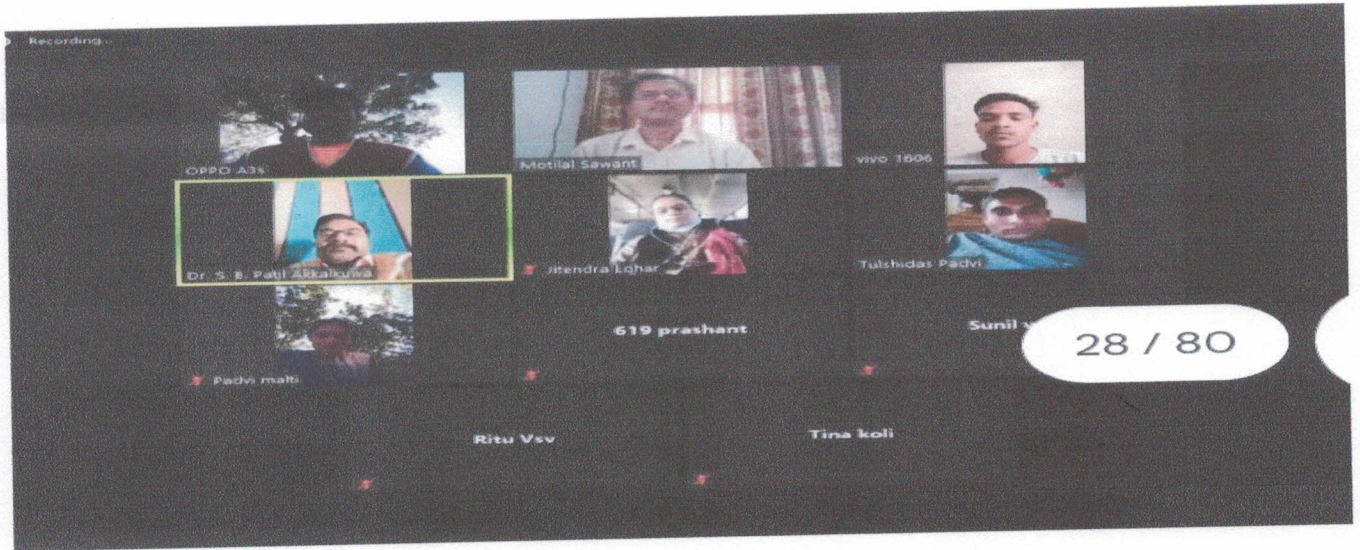 Recording...
OPPO A3s
Motilal Sawant
vivo 1606
Dr. S. B. Patil Akkalkuwa
Jitendra Lohar
Tulshidas Padvi
Padvi malti
619 prashant
Sunil
28 / 80
Ritu Vsv
Tina koli